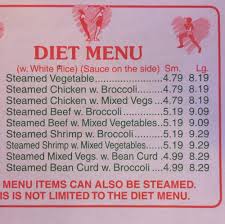 DIET MENU
(w. White Rice) (Sauce on the side) Sm. Lg.
Steamed Vegetable..................4.79 8.19
Steamed Chicken w. Broccoli.........4.79 8.19
Steamed Chicken w. Mixed Vegs ....4.79 8.19
Steamed Beef w. Broccoli............5.09 9.29
Steamed Beef w. Mixed Vegetables..5.19 9.29
Steamed Shrimp w. Broccoli.........5.19 9.29
Steamed Shrimp w. Mixed Vegetables..5.19 9.29
Steamed Mixed Vegs. w. Bean Curd .4.99 8.29
Steamed Bean Curd w. Broccoli......4.99 8.29
MENU ITEMS CAN ALSO BE STEAMED.
IS IS NOT LIMITED TO THE DIET MENU.